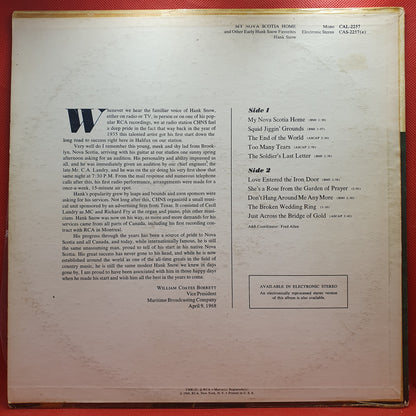 MY NOVA SCOTIA HOME
and Other Early Hank Snow Favorites
Hank Snow
Mono CAL-2257
Electronic Stereo CAS-2257(e)
Whenever we hear the familiar voice of Hank Snow,
either on radio or TV, in person or on one of his pop-
ular RCA recordings, we at radio station CHNS feel
a deep pride in the fact that way back in the year of
1935 this talented artist got his first start down the
long road to success right here in Halifax on our station.
Very well do I remember this young, meek and shy lad from Brook-
lyn, Nova Scotia, arriving with his guitar at our studios one sunny spring
afternoon asking for an audition. His personality and ability impressed us
all; he was immediately given an audition by our chief engineer, the
late Mr. C.A. Landry, and he was on the air doing his very first show that
same night at 7:30 P.M. From the mail response and numerous telephone
calls after this, his first radio performance, arrangements were made for a
once-a-week, 15-minute air spot.
Hank's popularity grew by leaps and bounds and soon sponsors were
asking for his services. Not long after this, CHNS organized a small musi-
cal unit sponsored by an advertising firm from Texas. It consisted of Cecil
Landry as MC and Richard Fry at the organ and piano, plus other musi-
cians. Hank Snow was now on his way, as more and more demands for his
services came from all parts of Canada, including his first recording con-
tract with RCA in Montreal.
His progress through the years has been a source of pride to Nova
Scotia and all Canada, and today, while internationally famous, he is still
the same unassuming man, proud to tell of his start in his native Nova
Scotia. His great success has never gone to his head, and while he is now
established around the world as one of the all-time greats in the field of
country music, he is still the same modest Hank Snow we knew in days
gone by. I am proud to have been associated with him in those happy days
when he made his start and wish him all the best in the years to come.
WILLIAM COATES BORRETT
Vice President
Maritime Broadcasting Company
April 9, 1968
Side 1
My Nova Scotia Home
Squid Jiggin' Grounds
The End of the World
Too Many Tears
The Soldier's Last Letter
Side 2
Love Entered the Iron Door
She's a Rose from the Garden of Prayer
Don't Hang Around Me Any More
The Broken Wedding Ring
Just Across the Bridge of Gold
A&R Coordinator: Fred Ailen
AVAILABLE IN ELECTRONIC STEREO
An electronically reprocessed stereo version
of this album is also available.